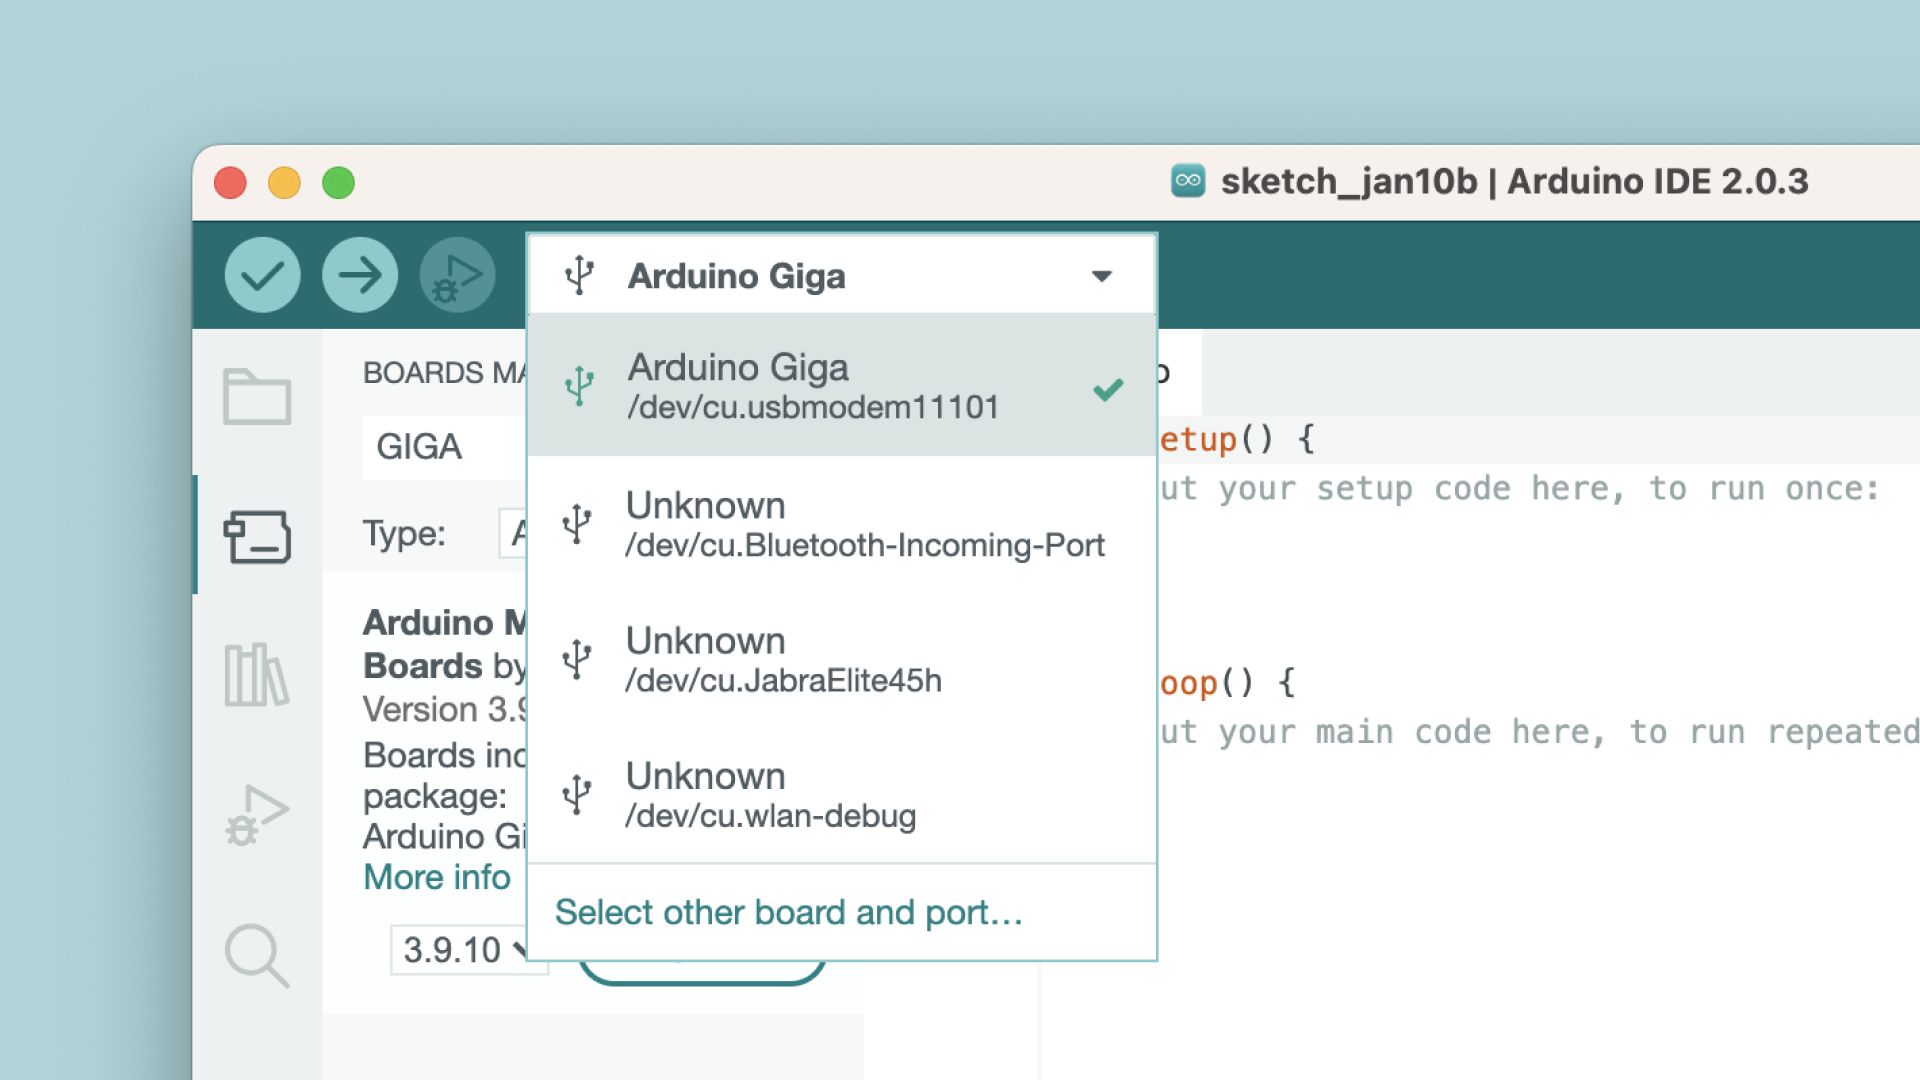 sketch_jan10b | Arduino IDE 2.0.3
Arduino Giga
BOARDS MA
GIGA
Type: A
Arduino M
Boards by
Version 3.9
Boards inc
package:
Arduino Gi
More info
3.9.10
Arduino Giga
/dev/cu.usbmodem11101
Unknown
/dev/cu.Bluetooth-Incoming-Port
Unknown
/dev/cu.JabraElite45h
Unknown
/dev/cu.wlan-debug
Select other board and port…
etup() {
ut your setup code here, to run once:
oop() {
ut your main code here, to run repeated